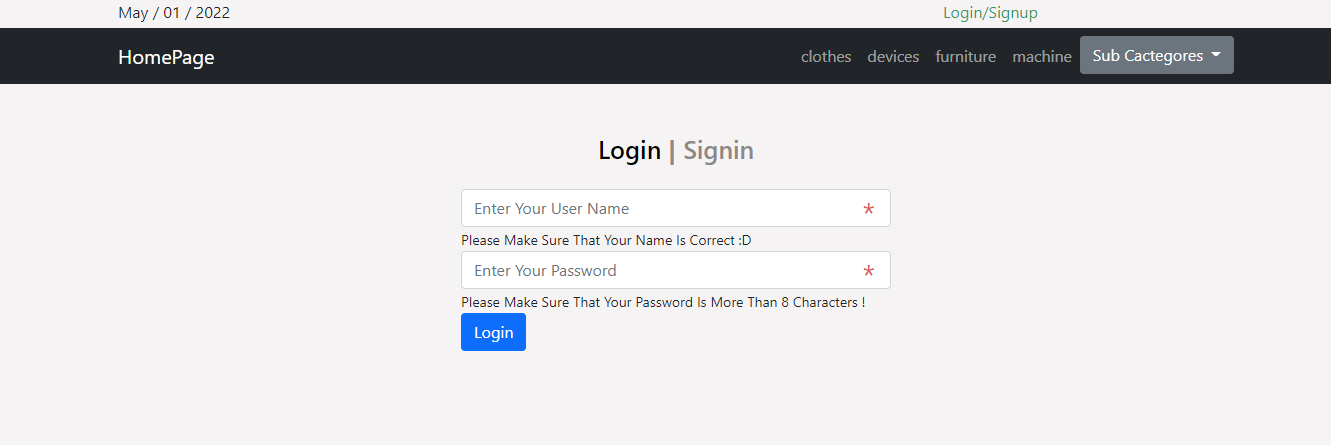 May / 01 / 2022 Login/Signup
HomePage clothes devices furniture machine Sub Cactegores
Login | Signin
Enter Your User Name *
Please Make Sure That Your Name Is Correct :D
Enter Your Password *
Please Make Sure That Your Password Is More Than 8 Characters !
Login